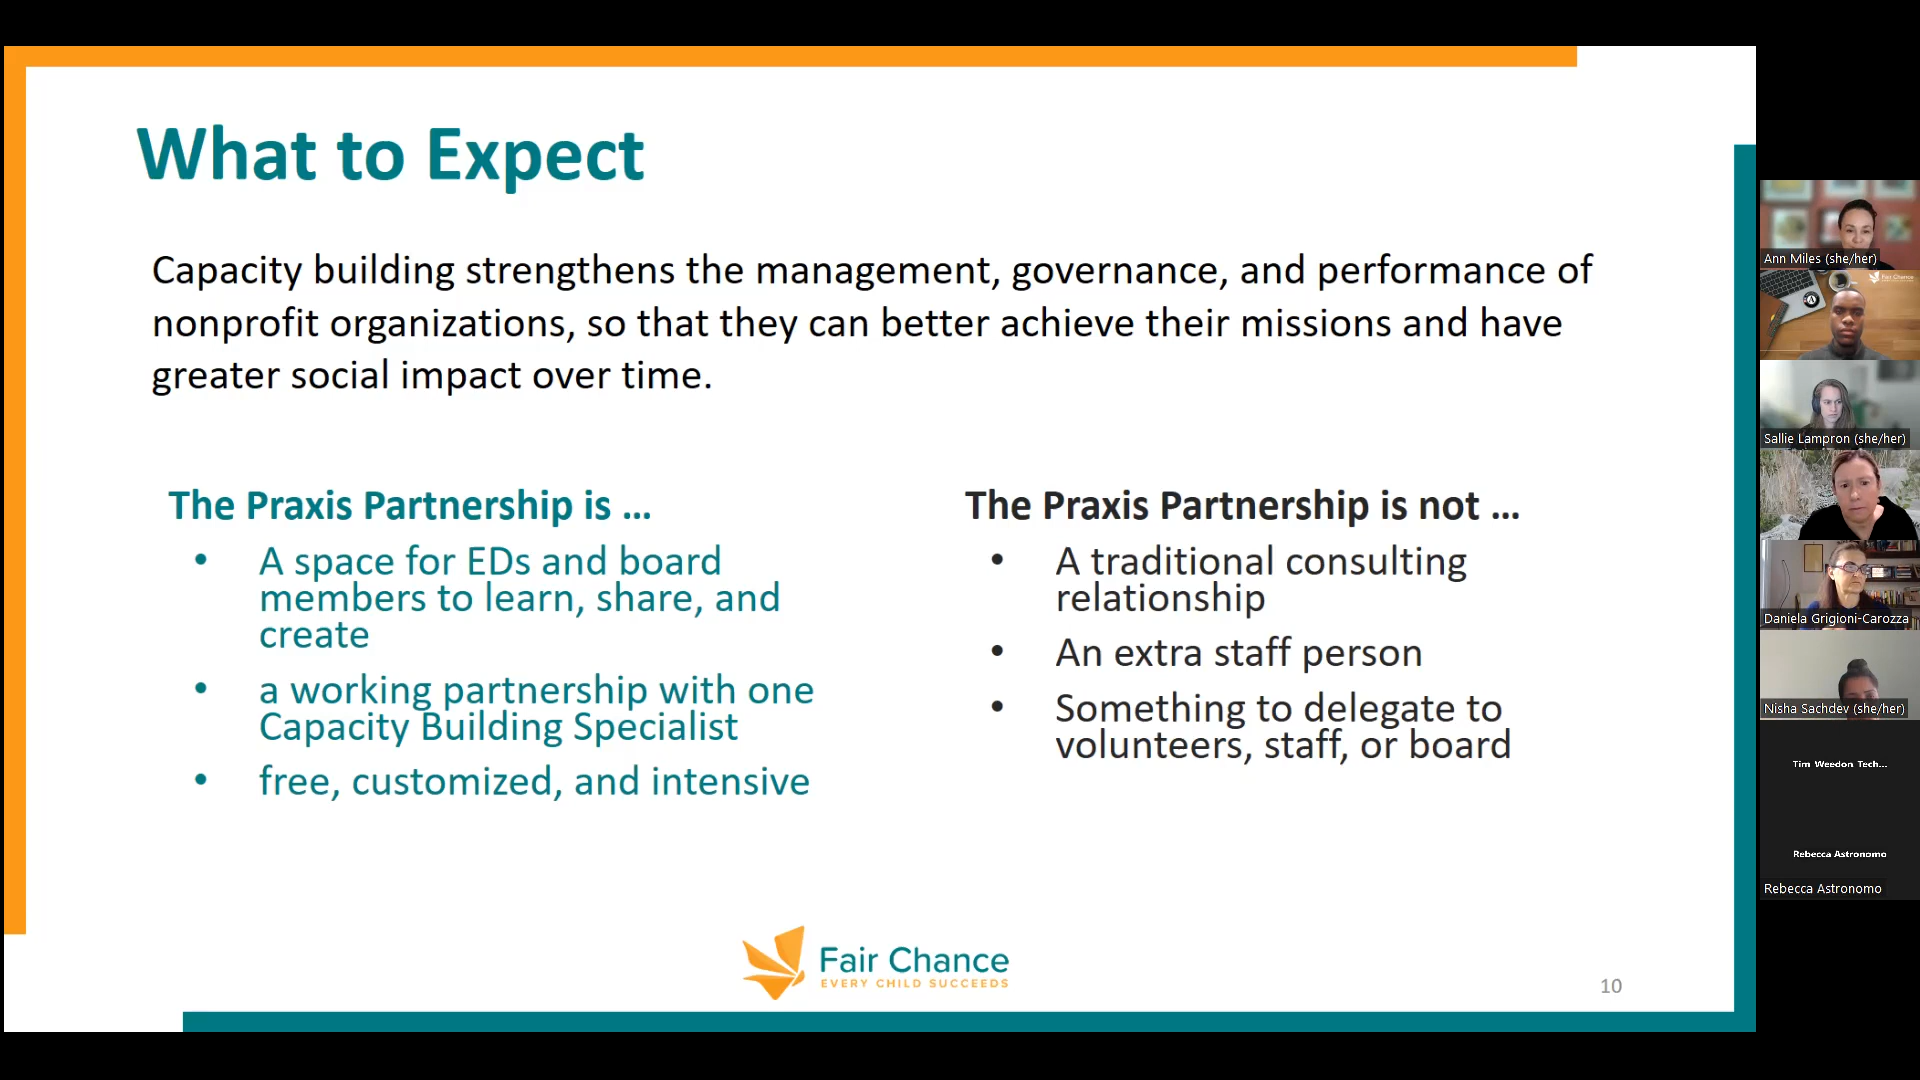 What to Expect
Capacity building strengthens the management, governance, and performance of
nonprofit organizations, so that they can better achieve their missions and have
greater social impact over time.
The Praxis Partnership is ...
• A space for EDs and board
members to learn, share, and
create
• a working partnership with one
Capacity Building Specialist
• free, customized, and intensive
The Praxis Partnership is not ...
• A traditional consulting
relationship
• An extra staff person
• Something to delegate to
volunteers, staff, or board
Fair Chance
EVERY CHILD SUCCEEDS
10
Ann Miles (she/her)
Fair Chance
Sallie Lampron (she/her)
Daniela Grigioni-Carozza
Nisha Sachdev (she/her)
Tim Weedon Tech...
Rebecca Astronomo
Rebecca Astronomo